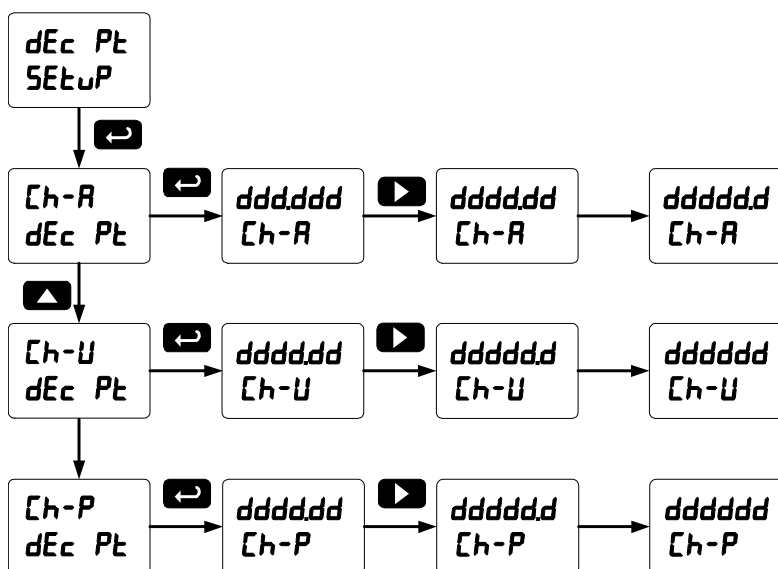 dEc Pt
SEtuP
Ch-A
dEc Pt
ddd.ddd
Ch-A
dddd.dd
Ch-A
ddddd.d
Ch-A
Ch-U
dEc Pt
dddd.dd
Ch-U
ddddd.d
Ch-U
dddddd
Ch-U
Ch-P
dEc Pt
dddd.dd
Ch-P
ddddd.d
Ch-P
dddddd
Ch-P